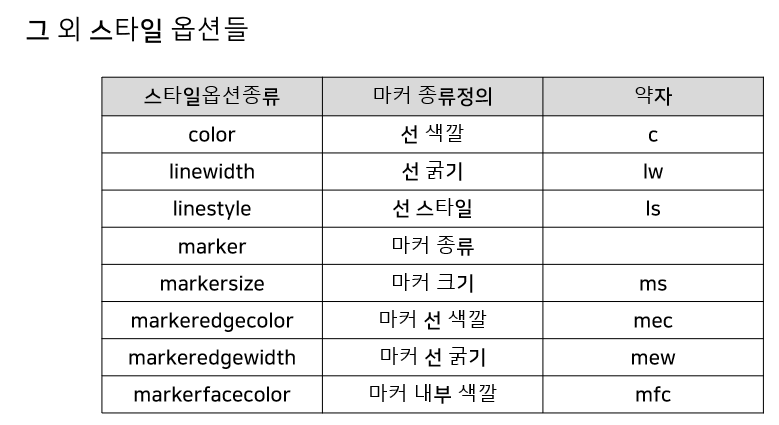 그 외 스타일 옵션들
스타일옵션종류 마커 종류정의 약자
color 선 색깔 c
linewidth 선 굵기 lw
linestyle 선 스타일 ls
marker 마커 종류
markersize 마커 크기 ms
markeredgecolor 마커 선 색깔 mec
markeredgewidth 마커 선 굵기 mew
markerfacecolor 마커 내부 색깔 mfc